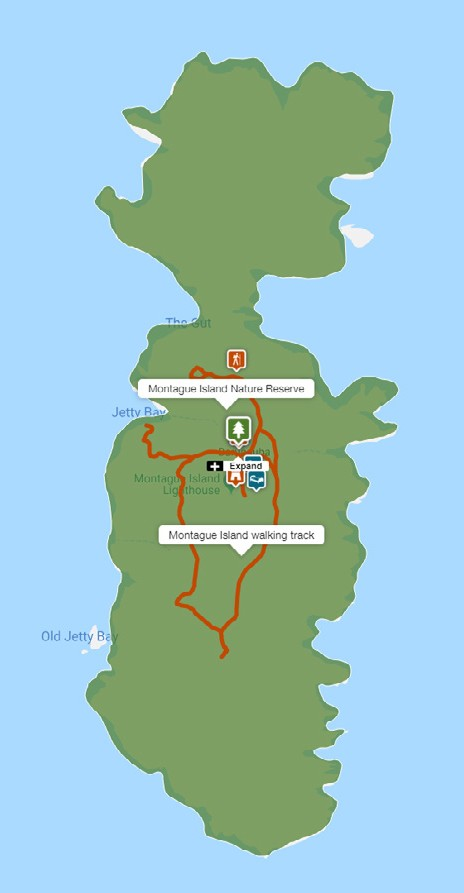 The Gut
Montague Island Nature Reserve
Jetty Bay
Expand
Montague Island
Lighthouse
Montague Island walking track
Old Jetty Bay